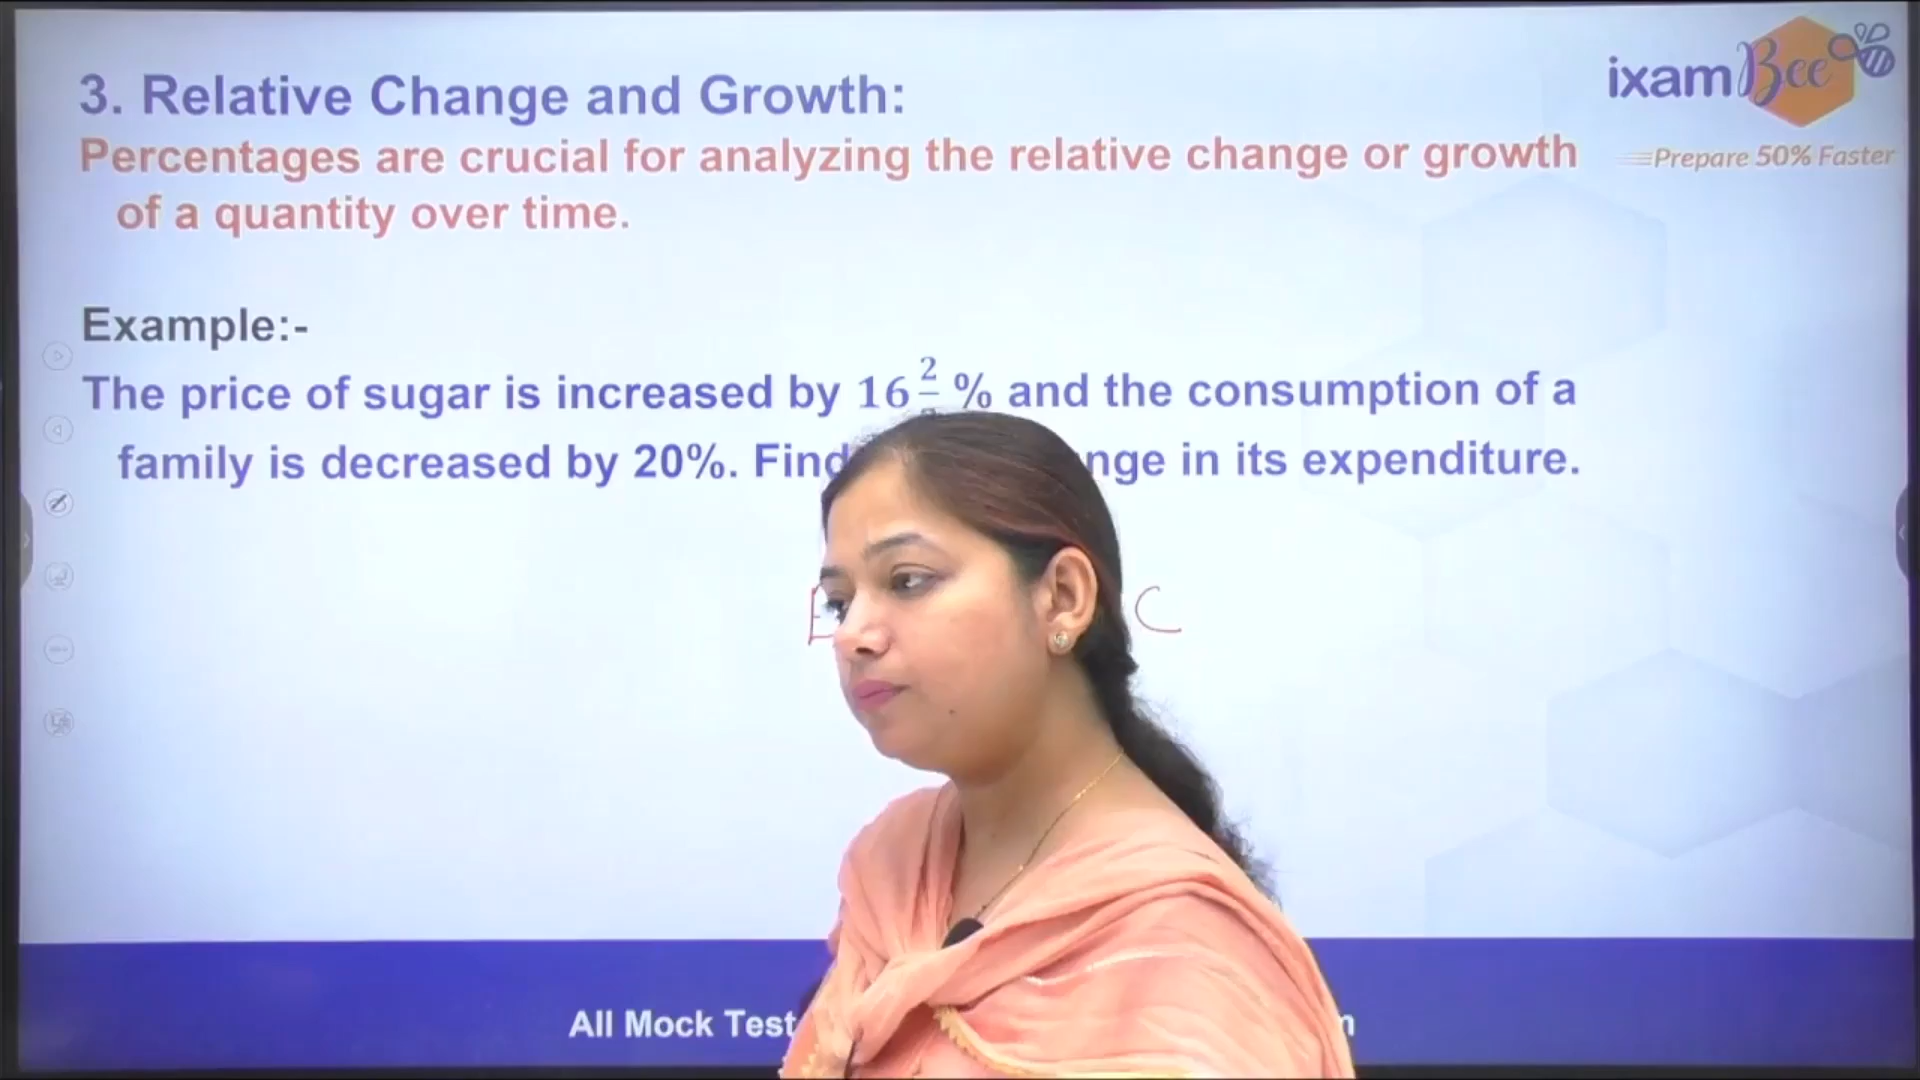 ixamBee
Prepare 50% Faster
3. Relative Change and Growth:
Percentages are crucial for analyzing the relative change or growth
of a quantity over time.
Example:-
The price of sugar is increased by 16 2 % and the consumption of a
family is decreased by 20%. Find in its expenditure.
E C
All Mock Test